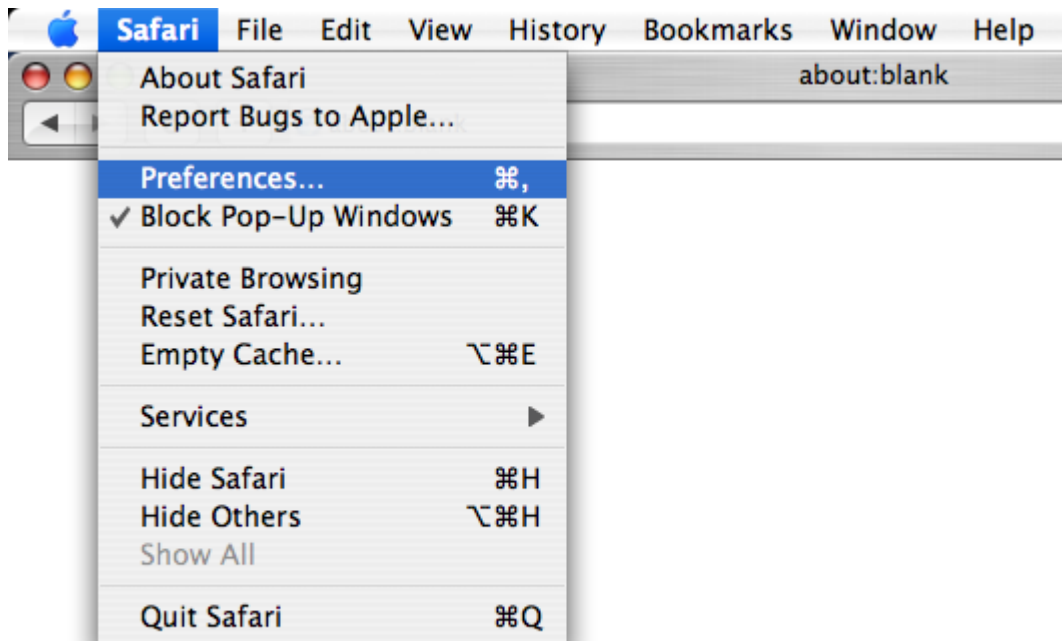 Safari File Edit View History Bookmarks Window Help
about:blank
About Safari
Report Bugs to Apple...
Preferences... ⌘,
✓ Block Pop-Up Windows ⌘K
Private Browsing
Reset Safari...
Empty Cache... ⌥⌘E
Services ▶
Hide Safari ⌘H
Hide Others ⌥⌘H
Show All
Quit Safari ⌘Q